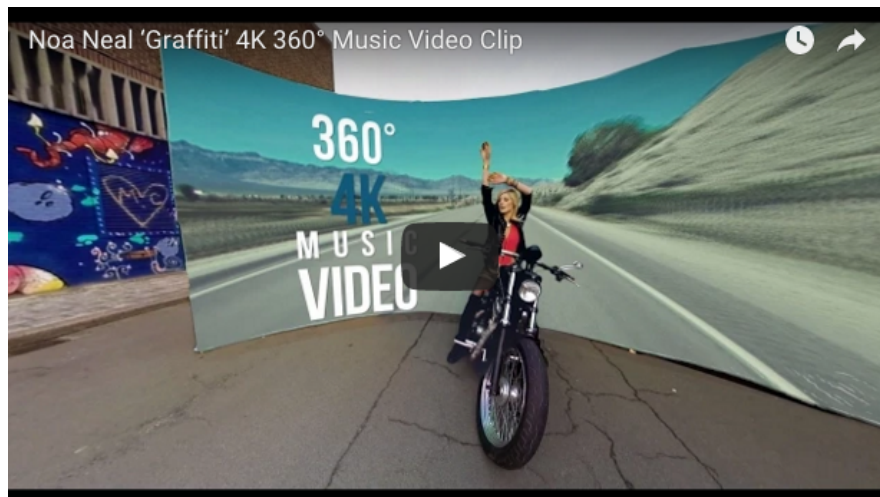 Noa Neal ‘Graffiti’ 4K 360° Music Video Clip
360°
4K
MUSIC
VIDEO